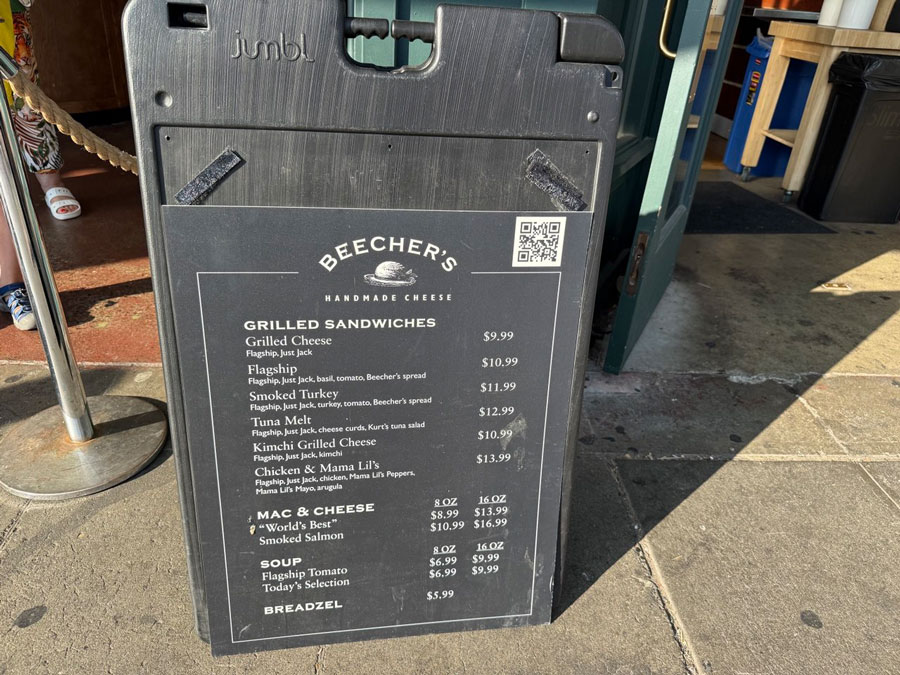 jumbl
BEECHER'S
HANDMADE CHEESE
GRILLED SANDWICHES
Grilled Cheese $9.99
Flagship, Just Jack
Flagship $10.99
Flagship, Just Jack, basil, tomato, Beecher's spread
Smoked Turkey $11.99
Flagship, Just Jack, turkey, tomato, Beecher's spread
Tuna Melt $12.99
Flagship, Just Jack, cheese curds, Kurt's tuna salad
Kimchi Grilled Cheese $10.99
Flagship, Just Jack, kimchi
Chicken & Mama Lil's $13.99
Flagship, Just Jack, chicken, Mama Lil's Peppers,
Mama Lil's Mayo, arugula
MAC & CHEESE 8 OZ 16 OZ
"World's Best" $8.99 $13.99
Smoked Salmon $10.99 $16.99
SOUP 8 OZ 16 OZ
Flagship Tomato $6.99 $9.99
Today's Selection $6.99 $9.99
BREADZEL $5.99